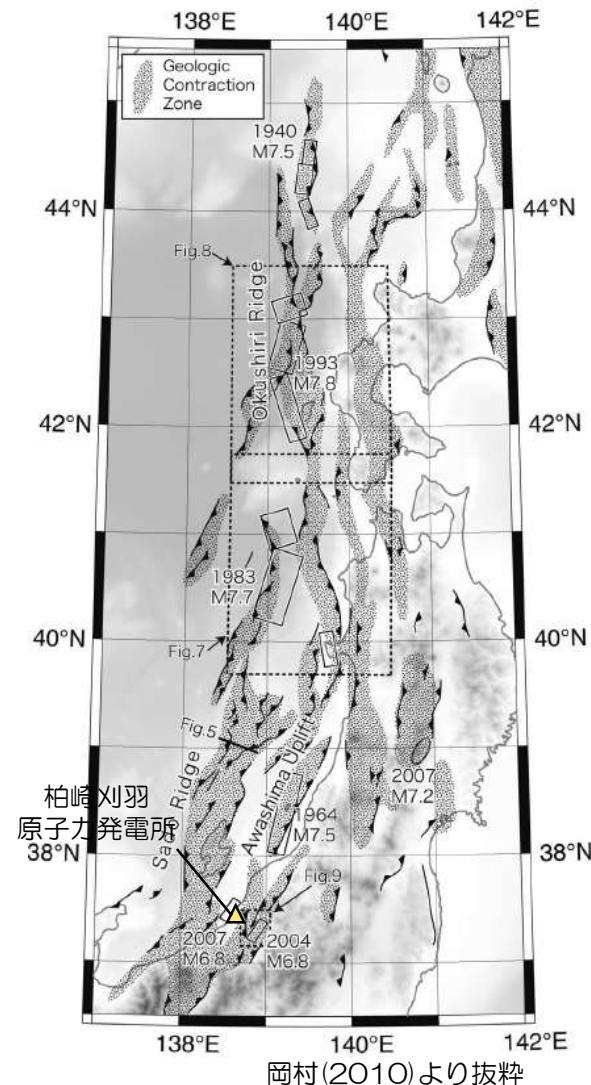 138°E
140°E
142°E
Geologic
Contraction
Zone
1940
M7.5
44°N
44°N
Fig.8
Okushiri Ridge
1993
M7.8
42°N
42°N
1983
M7.7
40°N
40°N
Fig.7
Fig.5
Awashima Uplift
2007
M7.2
柏崎刈羽
原子力発電所
Ridge
1964
M7.5
38°N
38°N
Fig.9
2007
M6.8
2004
M6.8
138°E
140°E
142°E
岡村(2010)より抜粋